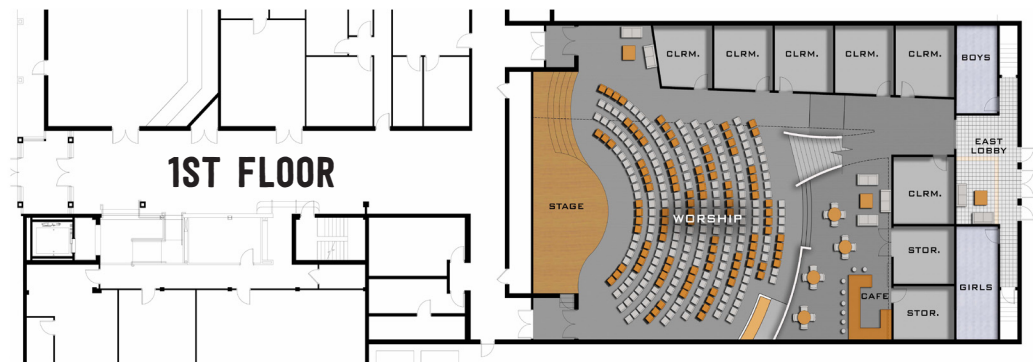 1ST FLOOR
CLRM.
CLRM.
CLRM.
CLRM.
CLRM.
BOYS
EAST
LOBBY
STAGE
WORSHIP
CLRM.
STOR.
CAFE
GIRLS
STOR.